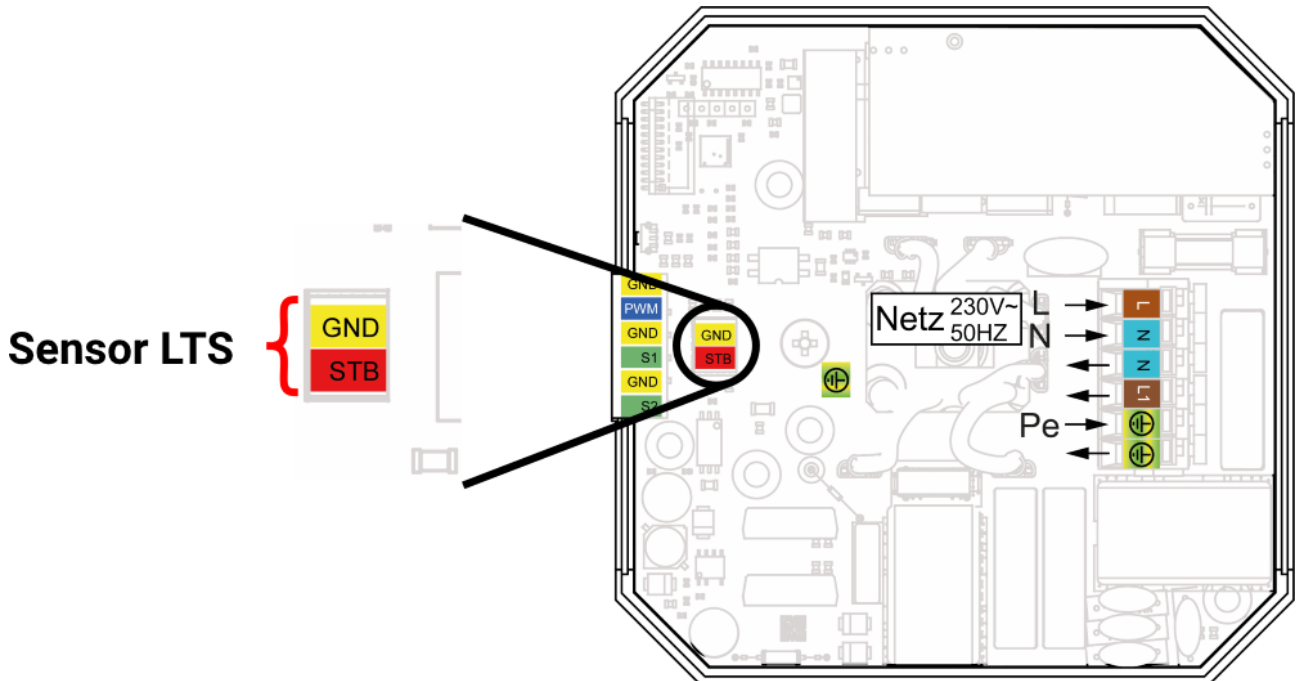 Sensor LTS
GND
STB
GND
PWM
GND
S1
GND
S2
GND
STB
Netz 230V~
50HZ
L
N
Pe
L
N
N
L1